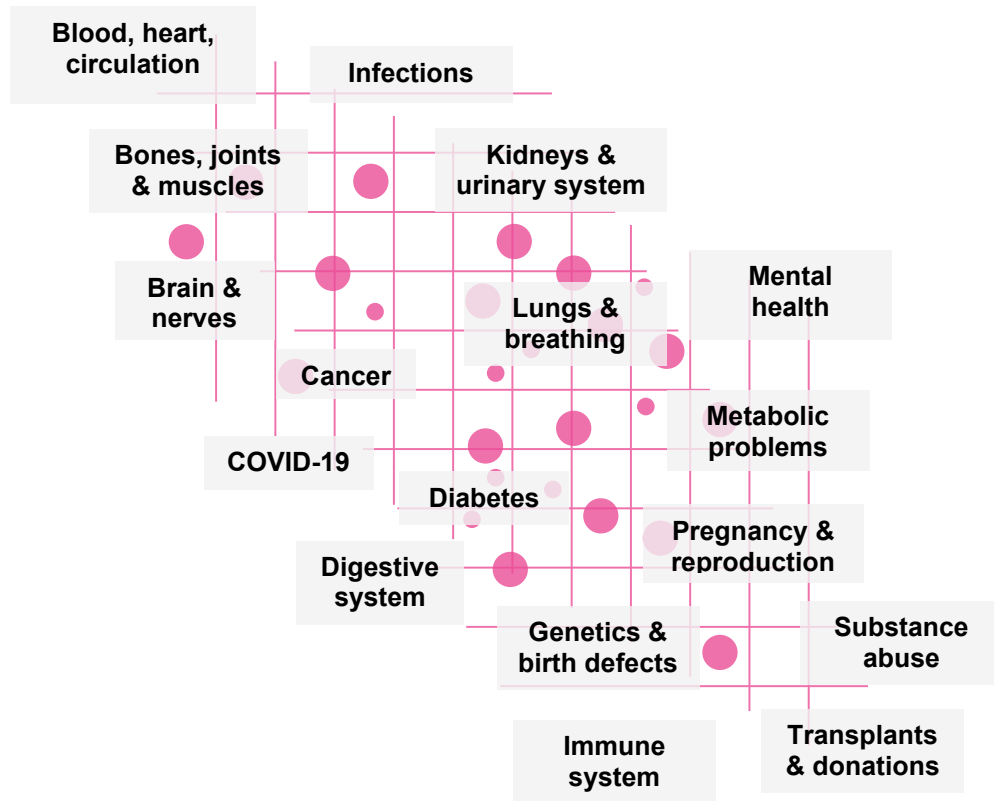 Blood, heart,
circulation
Infections
Bones, joints
& muscles
Kidneys &
urinary system
Brain &
nerves
Lungs &
breathing
Mental
health
Cancer
Metabolic
problems
COVID-19
Diabetes
Pregnancy &
reproduction
Digestive
system
Genetics &
birth defects
Substance
abuse
Immune
system
Transplants
& donations